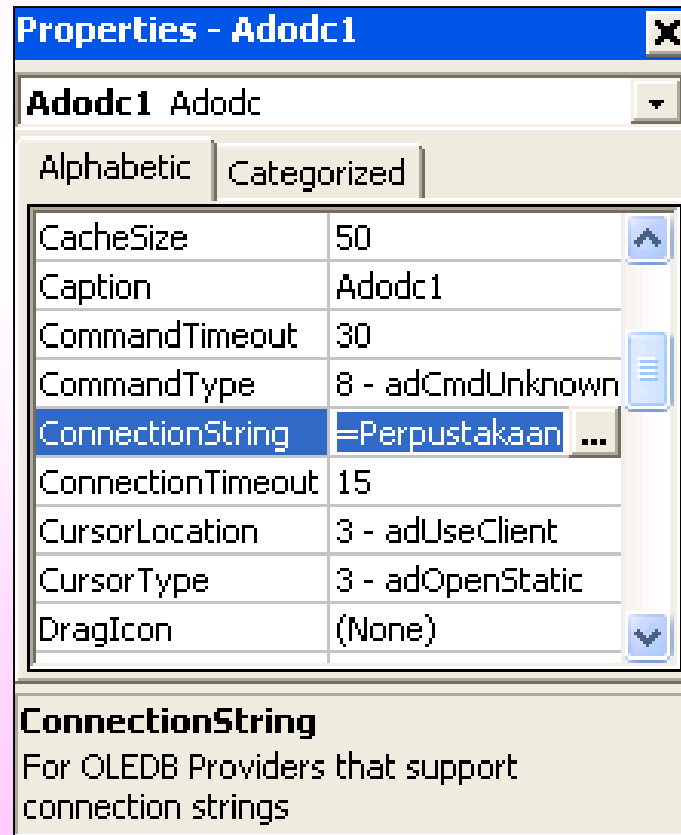 Properties - Adodc1
Adodc1 Adodc
Alphabetic Categorized
CacheSize 50
Caption Adodc1
CommandTimeout 30
CommandType 8 - adCmdUnknown
ConnectionString =Perpustakaan ...
ConnectionTimeout 15
CursorLocation 3 - adUseClient
CursorType 3 - adOpenStatic
DragIcon (None)
ConnectionString
For OLEDB Providers that support
connection strings